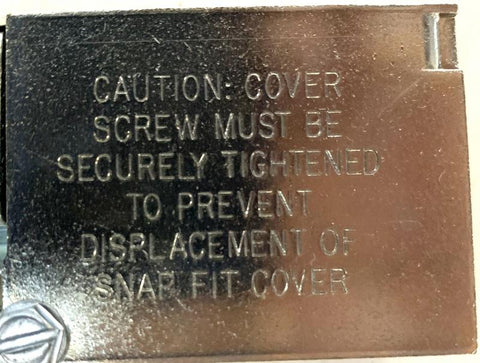 CAUTION: COVER
SCREW MUST BE
SECURELY TIGHTENED
TO PREVENT
DISPLACEMENT OF
SNAP FIT COVER